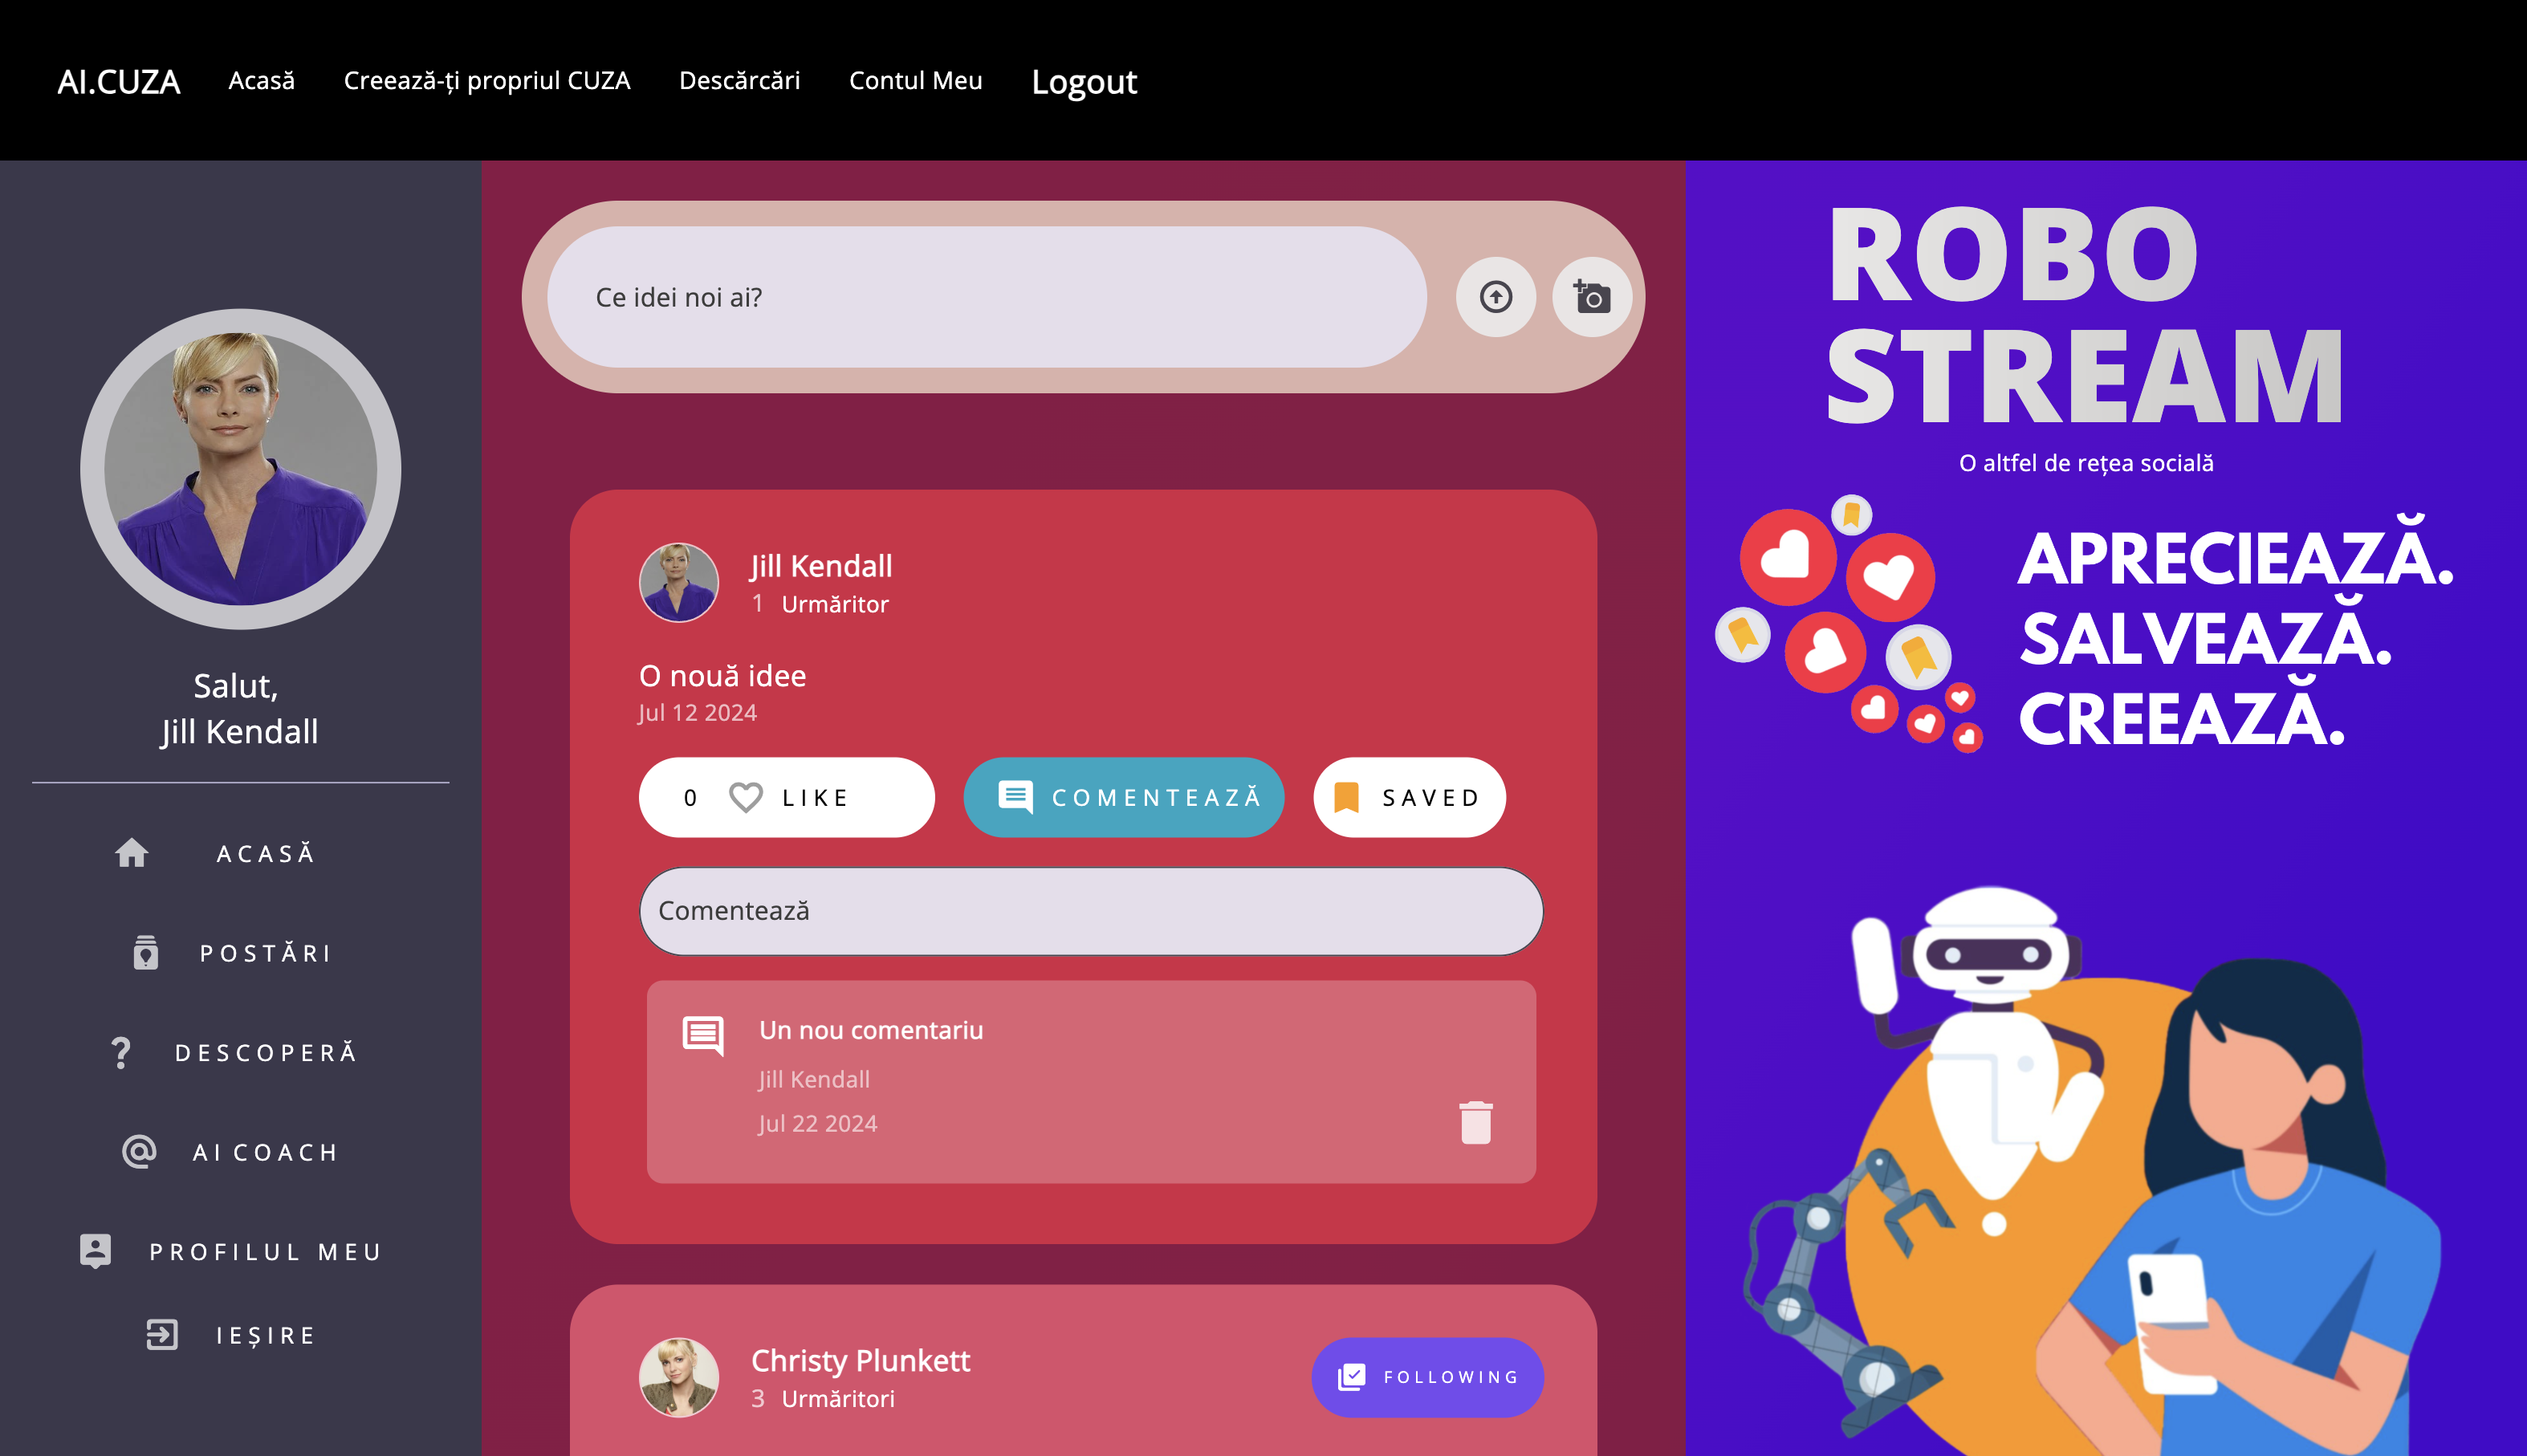 AI.CUZA Acasă Creează-ți propriul CUZA Descărcări Contul Meu Logout
Salut,
Jill Kendall
ACASĂ
POSTĂRI
DESCOPERĂ
AI COACH
PROFILUL MEU
IEȘIRE
Ce idei noi ai?
Jill Kendall
1 Următor
O nouă idee
Jul 12 2024
0 LIKE COMENTEAZĂ SAVED
Comentează
Un nou comentariu
Jill Kendall
Jul 22 2024
Christy Plunkett
3 Urmăritori
FOLLOWING
ROBO
STREAM
O altfel de rețea socială
APRECIEAZĂ.
SALVEAZĂ.
CREEAZĂ.